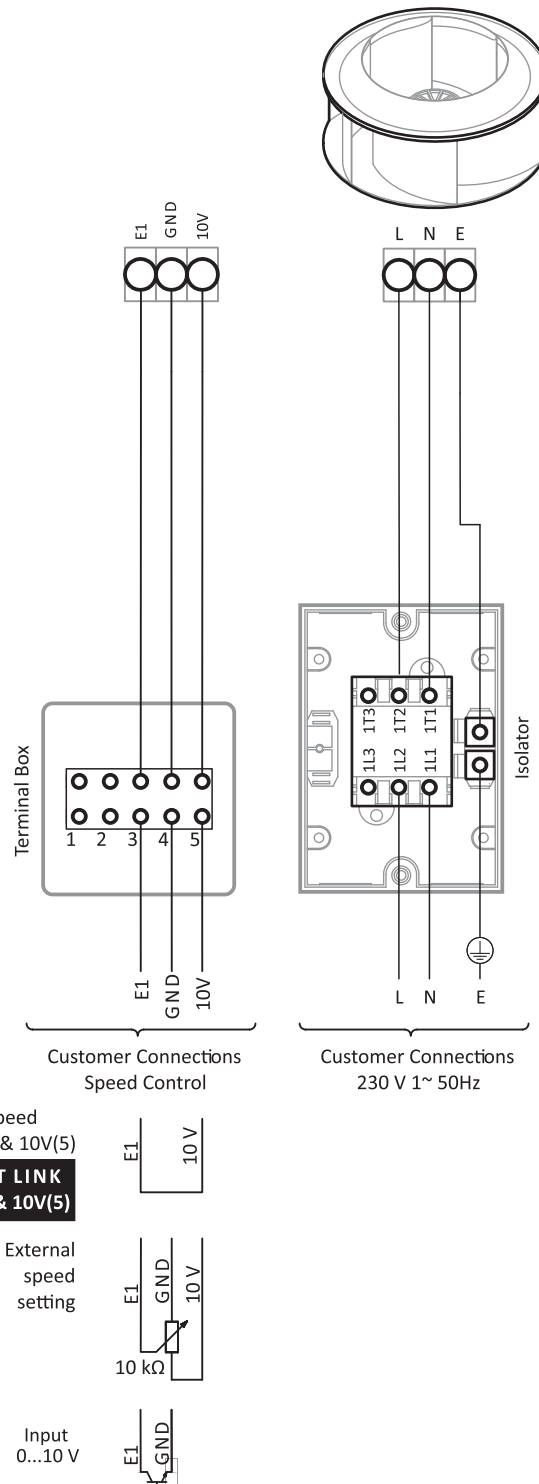 E1 GND 10V
L N E
Terminal Box
1 2 3 4 5
1T3 1T2 1T1
1L3 1L2 1L1
Isolator
E1 GND 10V
L N E
Customer Connections
Speed Control
Customer Connections
230 V 1~ 50Hz
peed
& 10V(5)
T LINK
& 10V(5)
E1 10 V
External
speed
setting
E1 GND 10 V
10 kΩ
Input
0...10 V
E1 GND